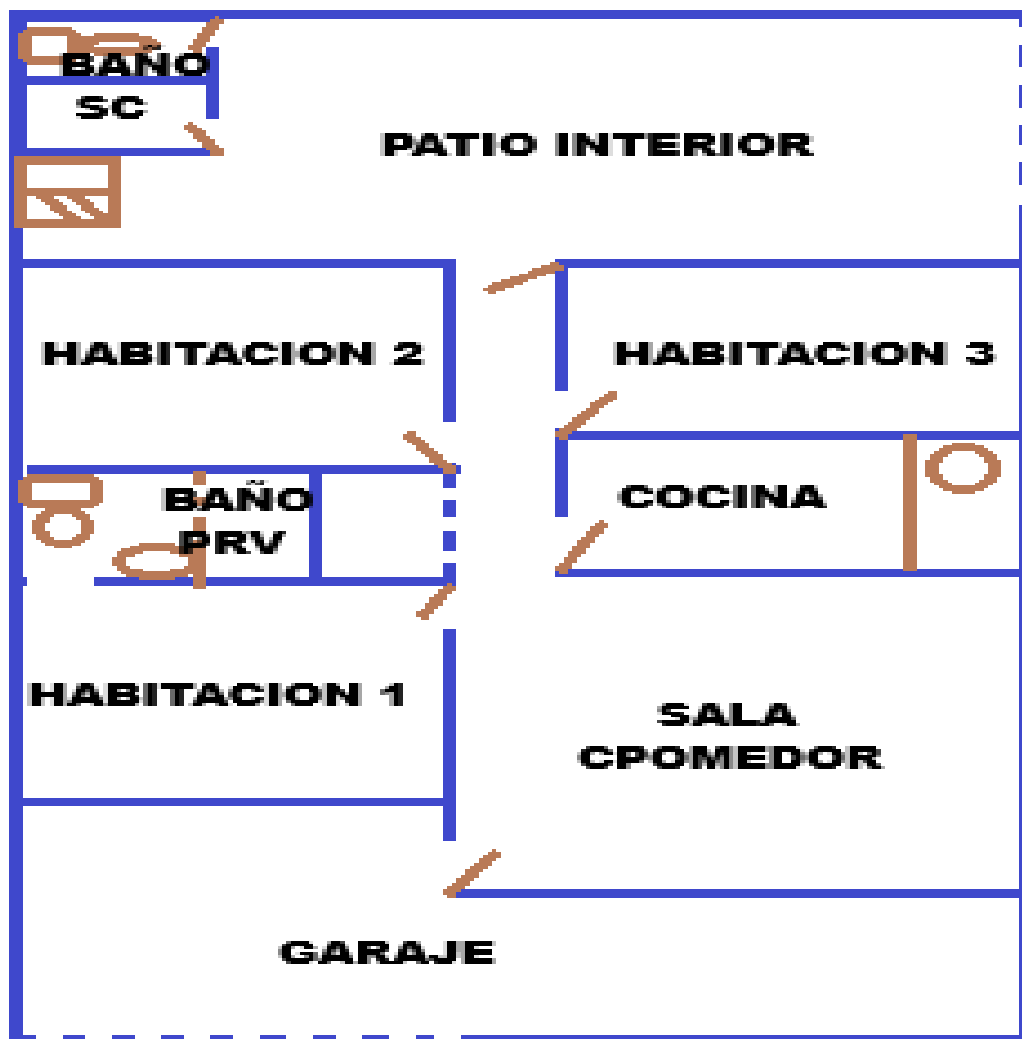 BAÑO
SC
PATIO INTERIOR
HABITACION 2
HABITACION 3
BAÑO
PRV
COCINA
HABITACION 1
SALA
CPOMEDOR
GARAJE